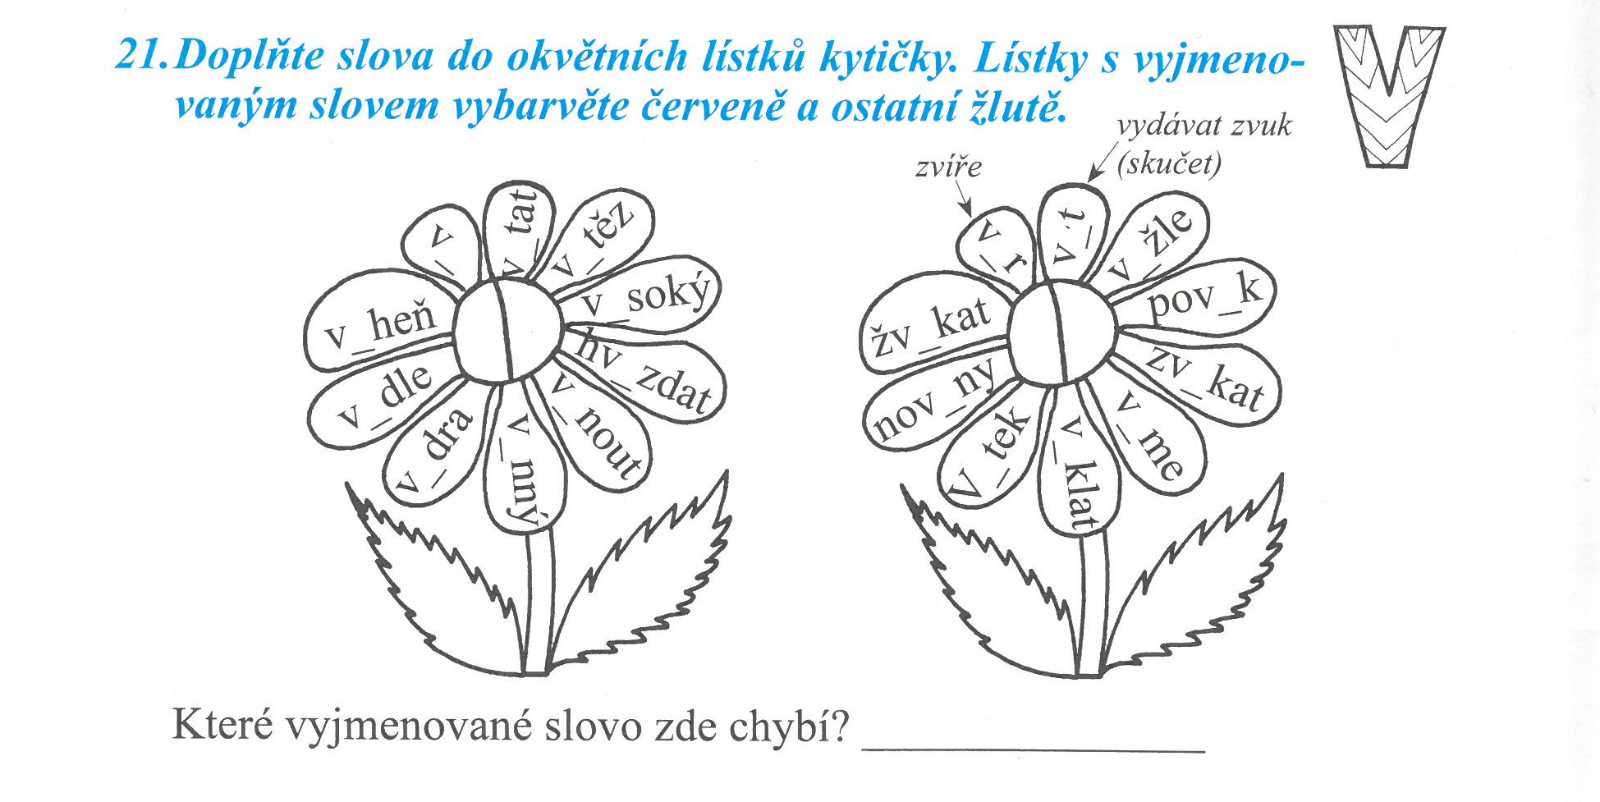 21. Doplňte slova do okvětních lístků kytičky. Lístky s vyjmeno-
vaným slovem vybarvěte červeně a ostatní žlutě.
V
vydávat zvuk
(skučet)
zvíře
v_
v_tat
v_těz
v_soký
hv_zdat
v_nout
v_nný
v_dra
v_dle
v_heň
v_r
v_t
v_žle
pov_k
zv_kat
v_me
v_klat
V_tek
nov_ny
žv_kat
Které vyjmenované slovo zde chybí? _______________